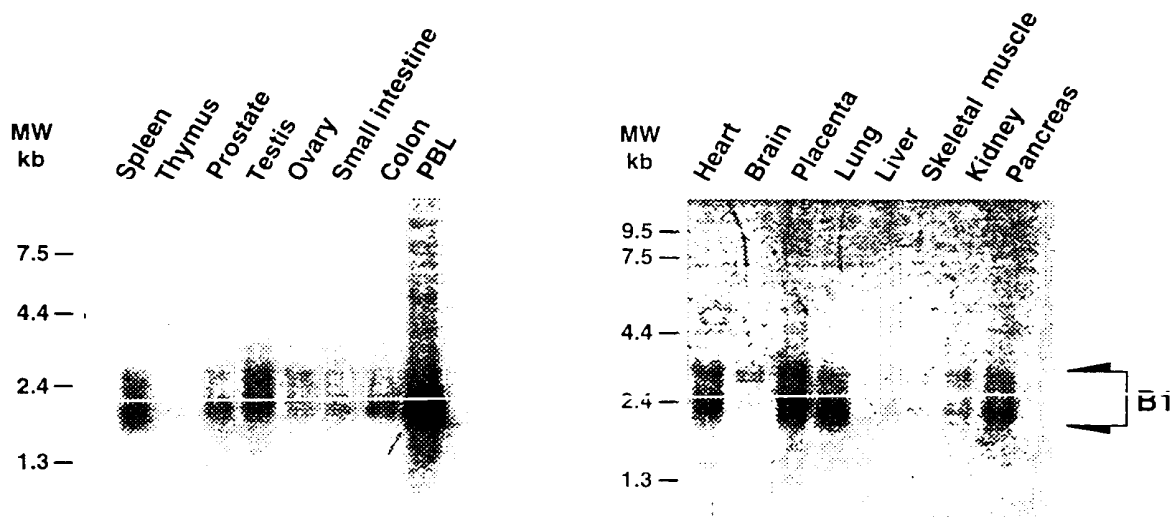 MW
kb
Spleen
Thymus
Prostate
Testis
Ovary
Small intestine
Colon
PBL
7.5
4.4
2.4
1.3
MW
kb
Heart
Brain
Placenta
Lung
Liver
Skeletal muscle
Kidney
Pancreas
9.5
7.5
4.4
2.4
1.3
B1